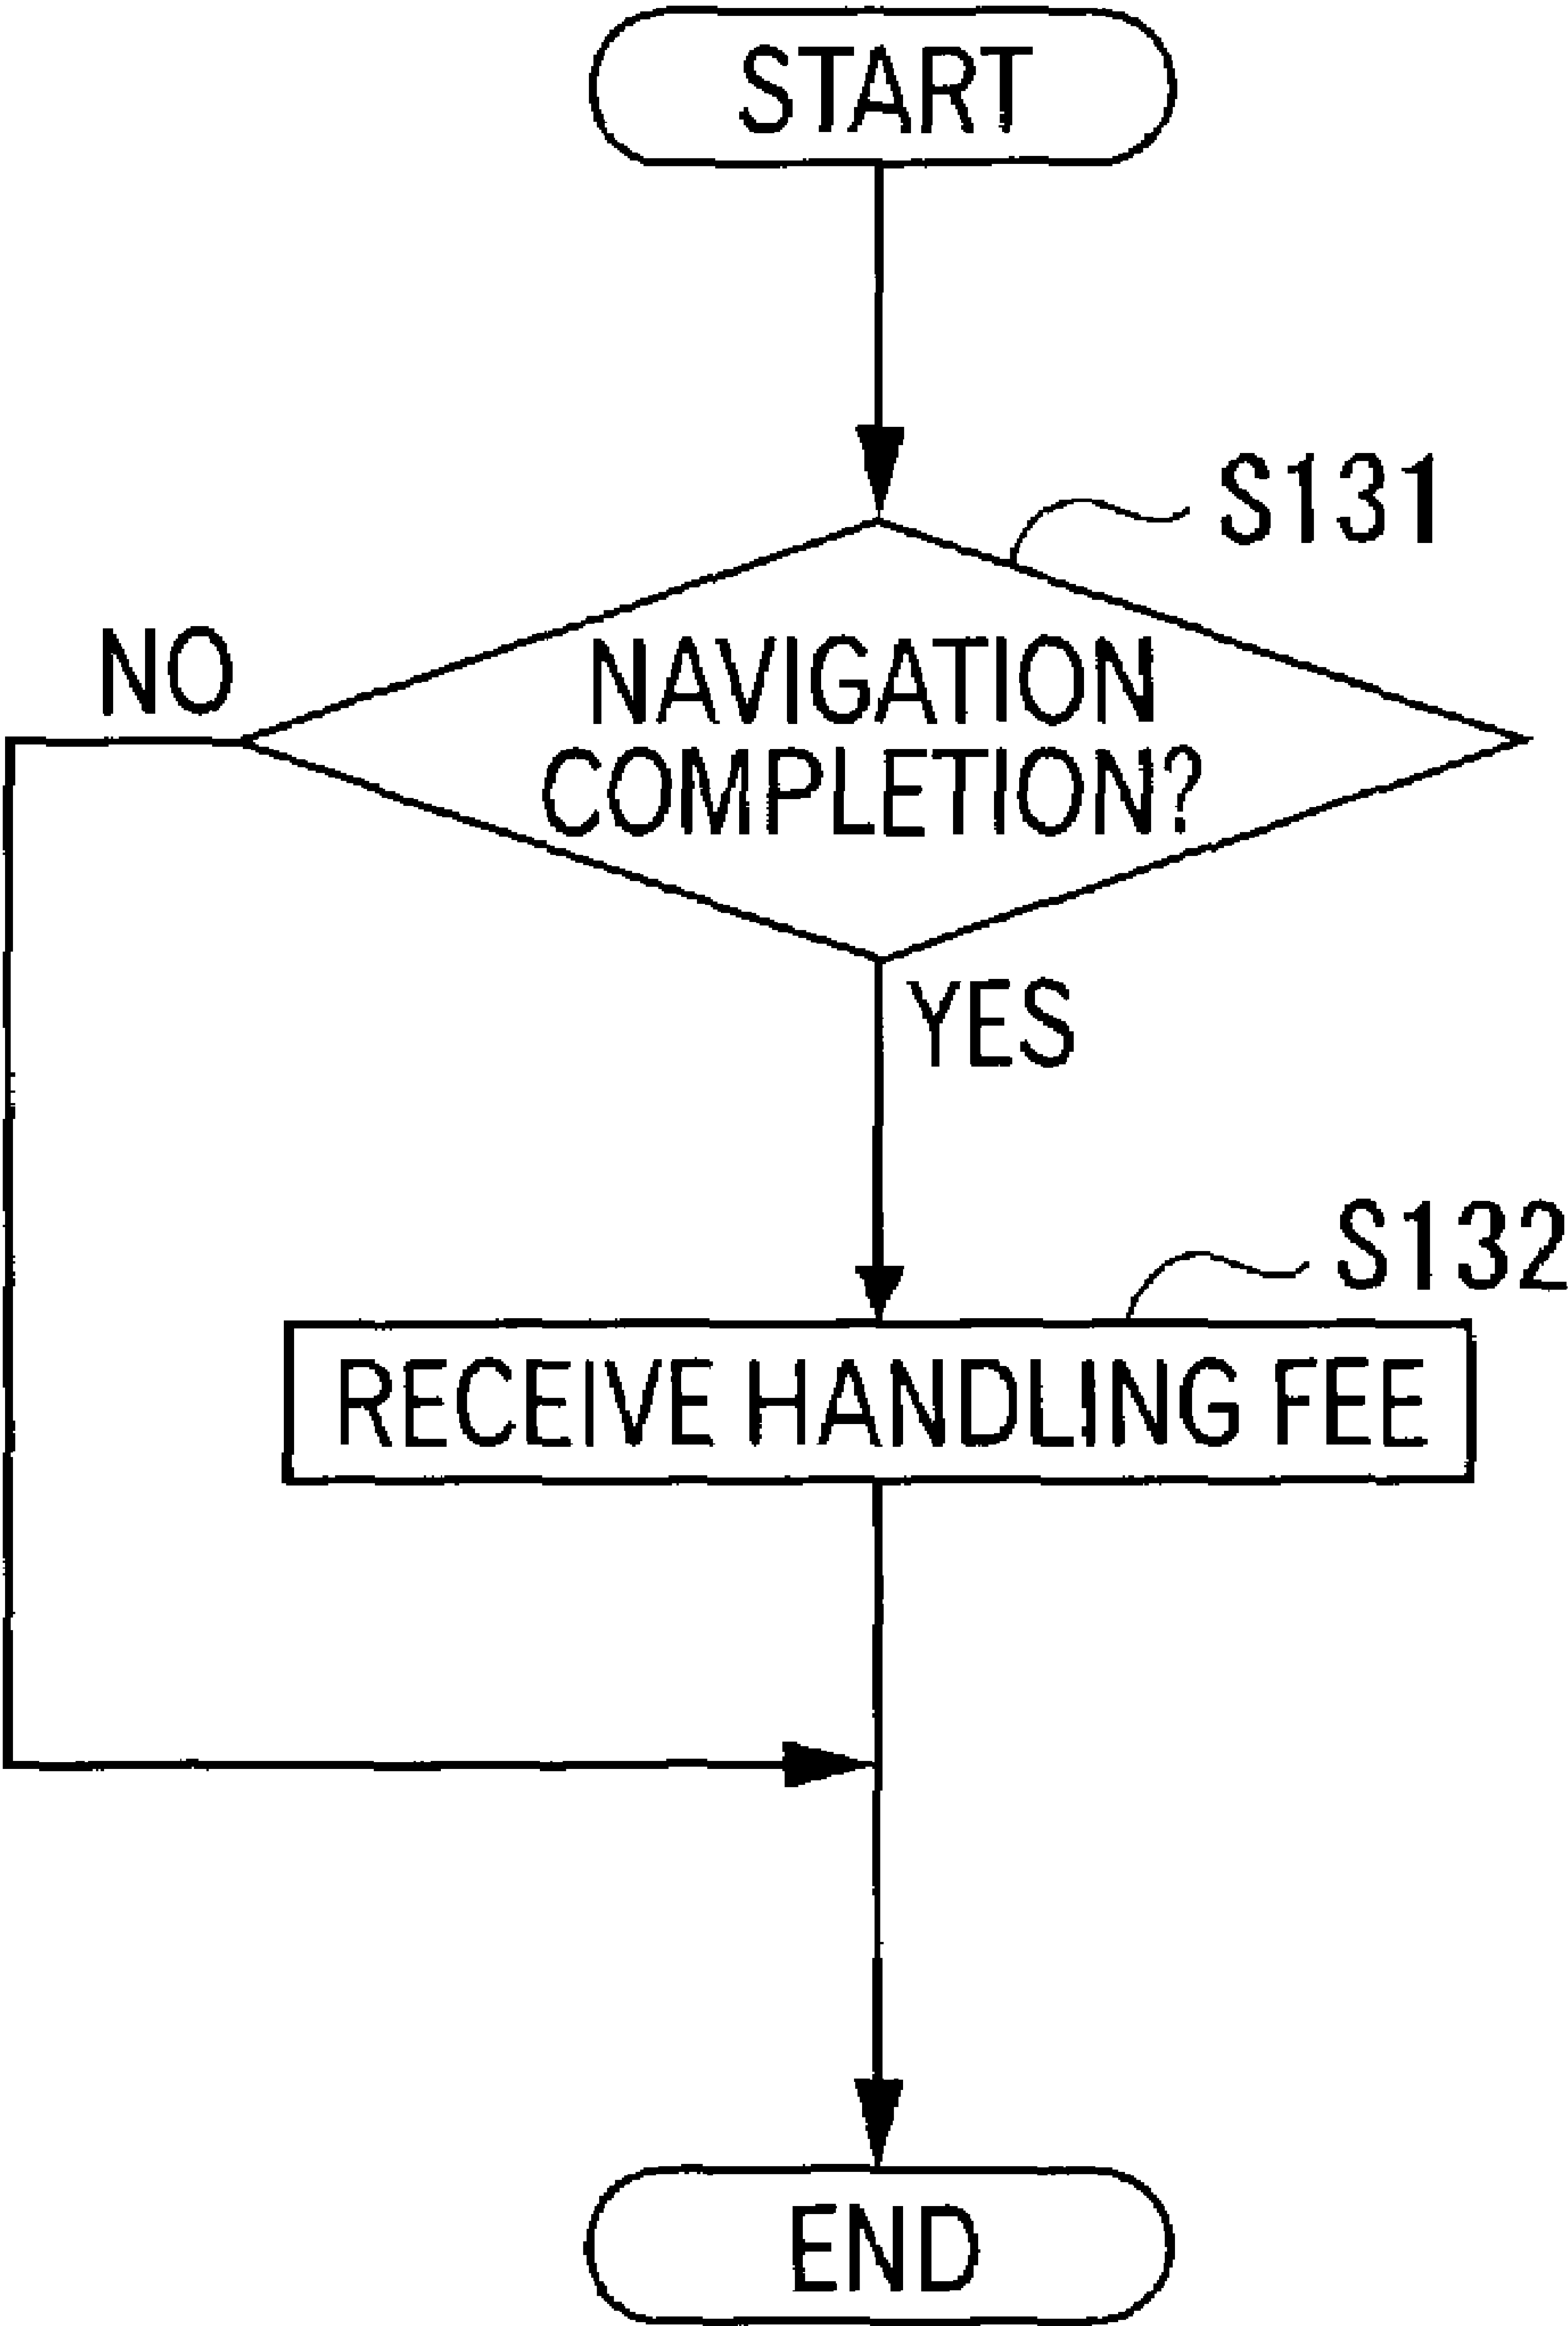 START
S131
NO
NAVIGATION
COMPLETION?
YES
S132
RECEIVE HANDLING FEE
END